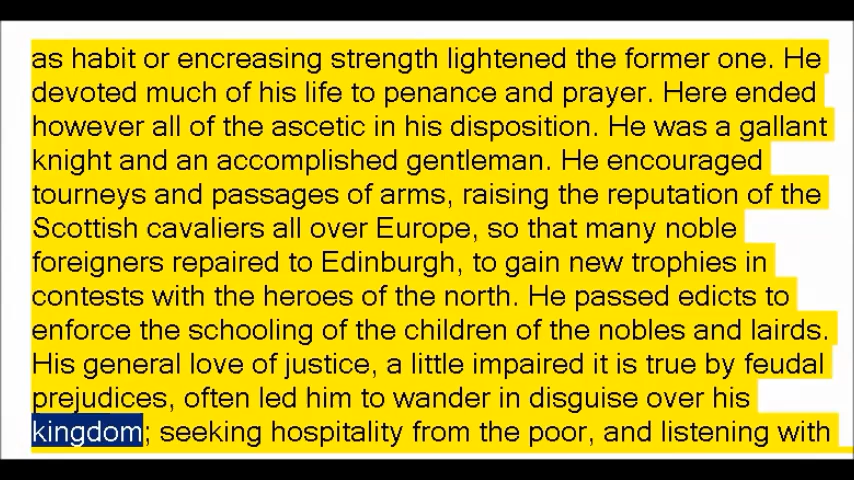 as habit or encreasing strength lightened the former one. He
devoted much of his life to penance and prayer. Here ended
however all of the ascetic in his disposition. He was a gallant
knight and an accomplished gentleman. He encouraged
tourneys and passages of arms, raising the reputation of the
Scottish cavaliers all over Europe, so that many noble
foreigners repaired to Edinburgh, to gain new trophies in
contests with the heroes of the north. He passed edicts to
enforce the schooling of the children of the nobles and lairds.
His general love of justice, a little impaired it is true by feudal
prejudices, often led him to wander in disguise over his
kingdom; seeking hospitality from the poor, and listening with